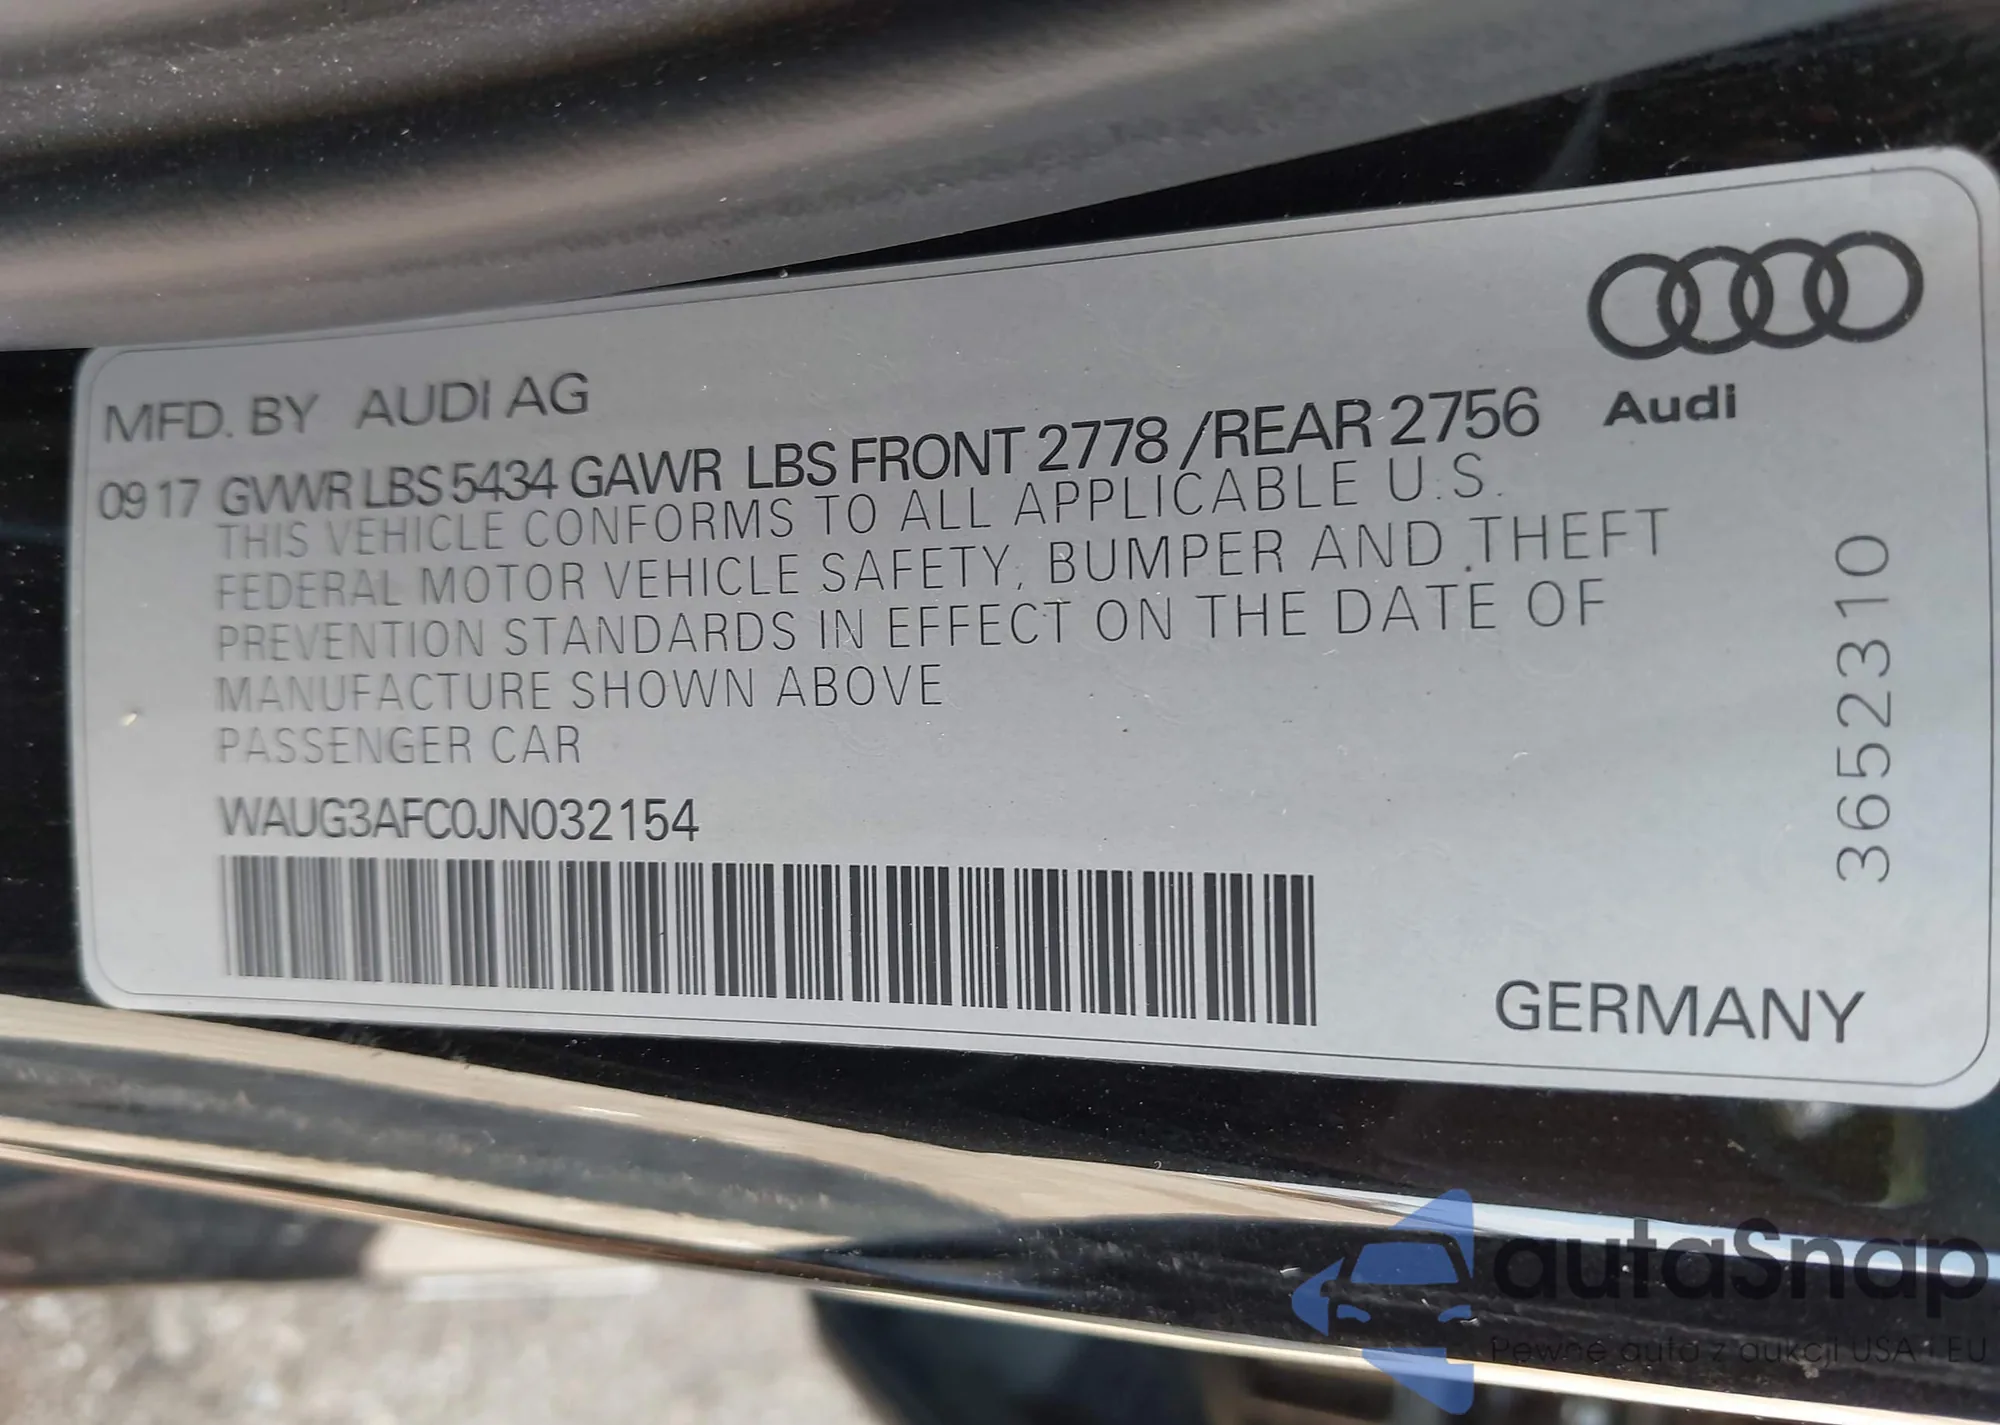 MFD. BY AUDI AG
09 17 GVWR LBS 5434 GAWR LBS FRONT 2778 /REAR 2756
Audi
THIS VEHICLE CONFORMS TO ALL APPLICABLE U.S.
FEDERAL MOTOR VEHICLE SAFETY, BUMPER AND THEFT
PREVENTION STANDARDS IN EFFECT ON THE DATE OF
MANUFACTURE SHOWN ABOVE
PASSENGER CAR
WAUG3AFC0JN032154
3652310
GERMANY
autaSnap
Pewne auta z aukcji USA i EU